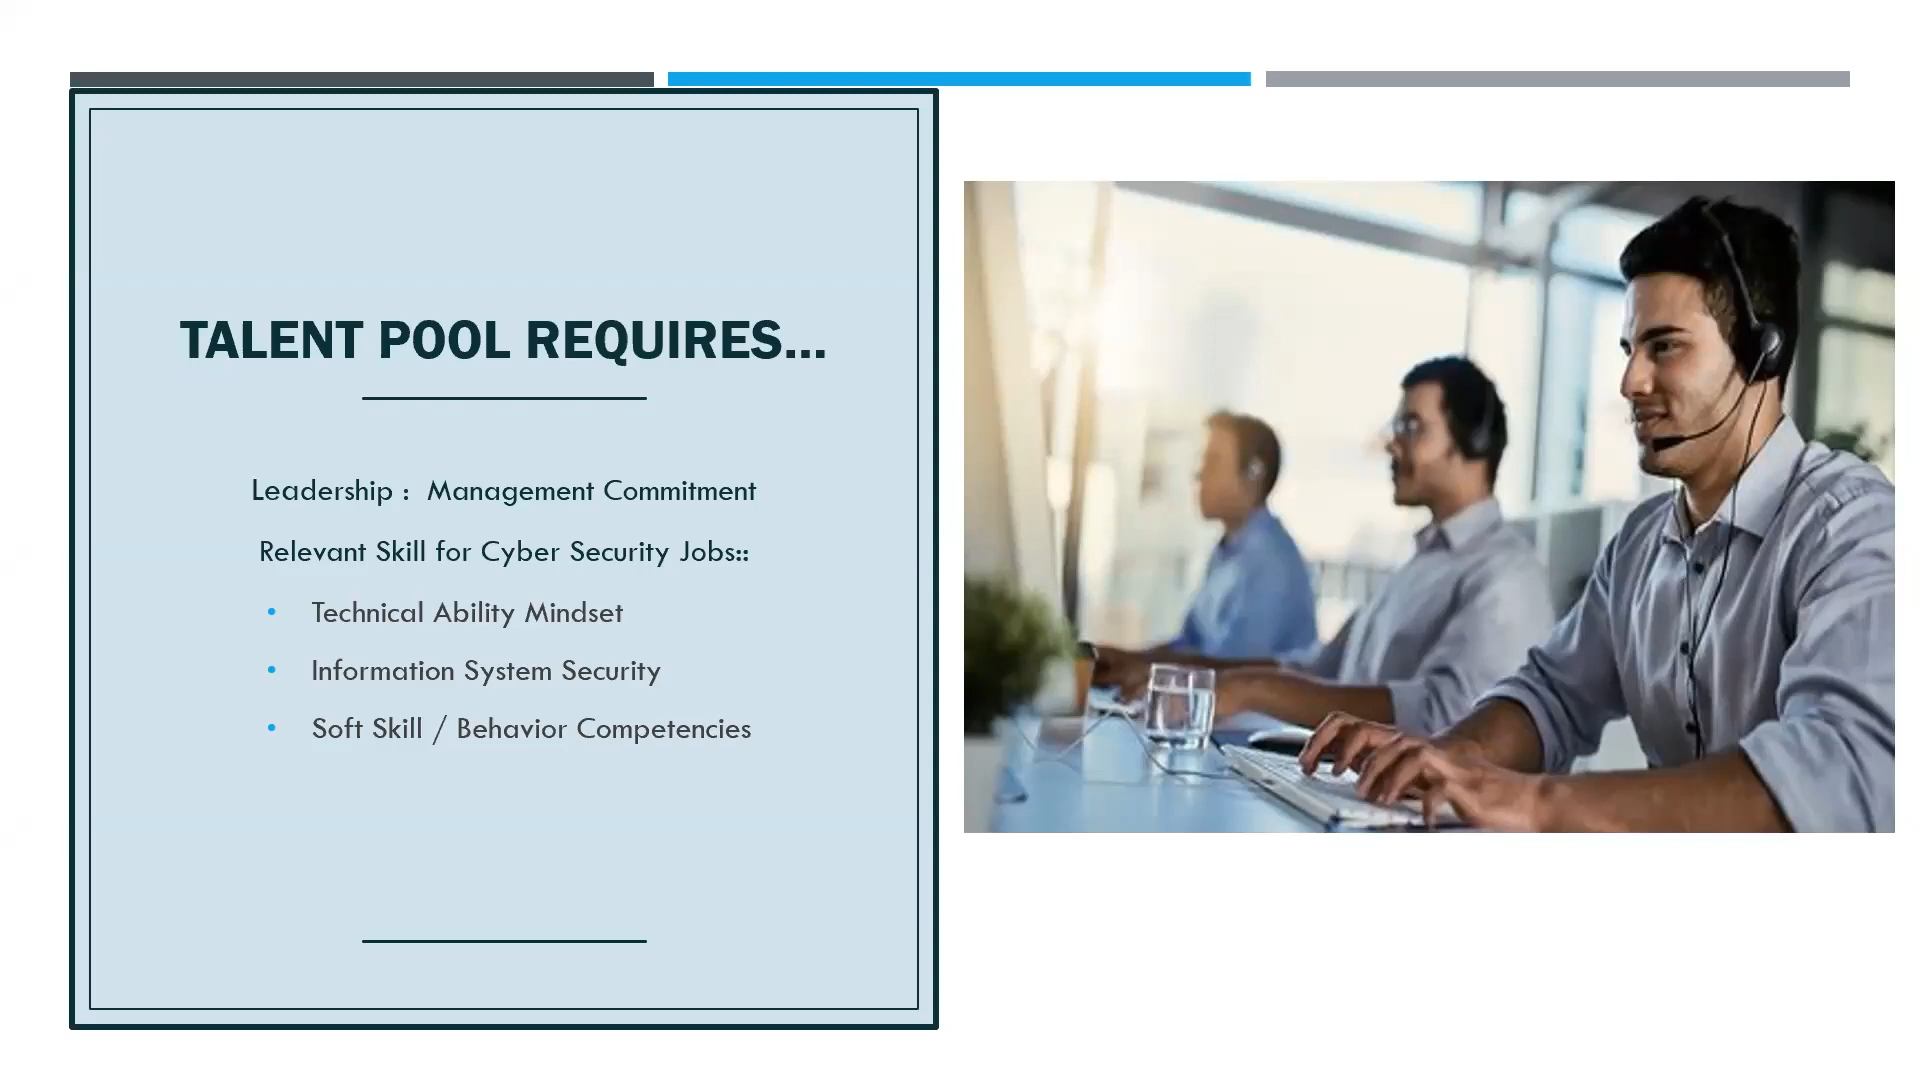 TALENT POOL REQUIRES...
Leadership : Management Commitment
Relevant Skill for Cyber Security Jobs::
• Technical Ability Mindset
• Information System Security
• Soft Skill / Behavior Competencies